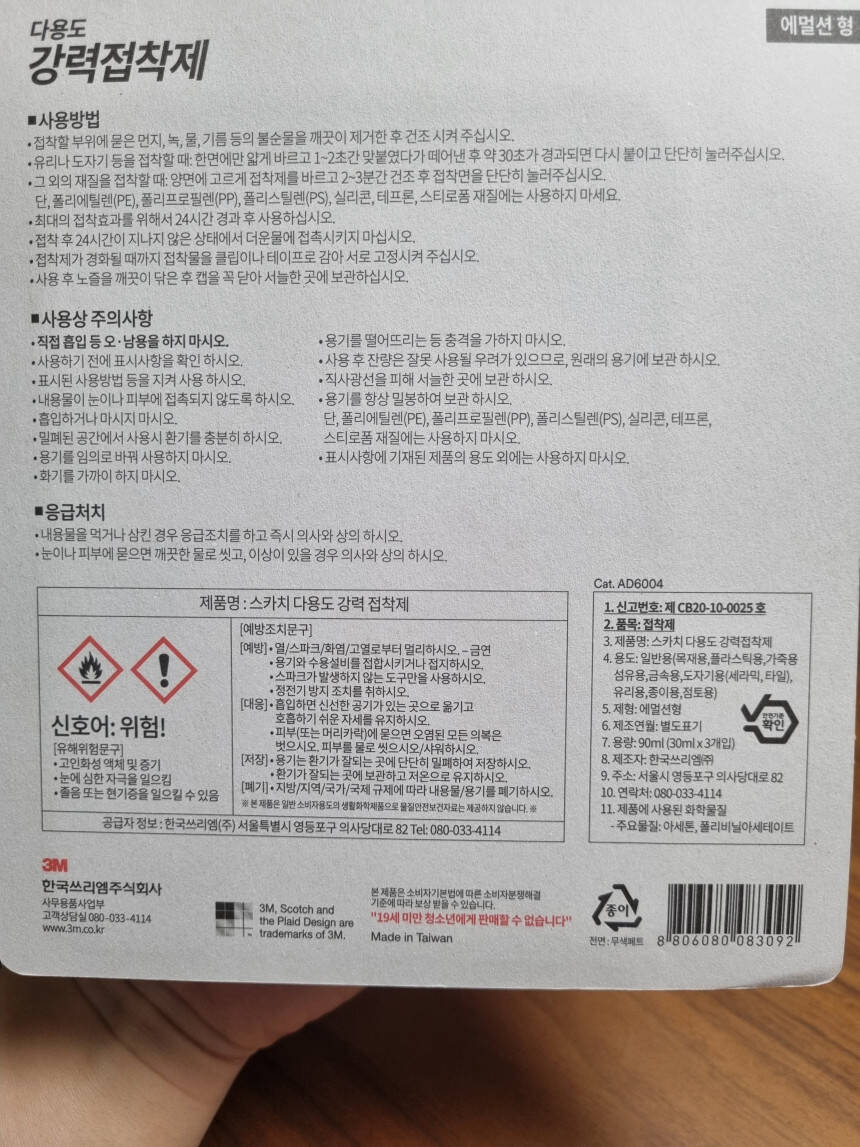 다용도
강력접착제
에멀션 형
■사용방법
• 접착할 부위에 묻은 먼지, 녹, 물, 기름 등의 불순물을 깨끗이 제거한 후 건조 시켜 주십시오.
• 유리나 도자기 등을 접착할 때: 한면에만 얇게 바르고 1~2초간 맞붙였다가 떼어낸 후 약 30초가 경과되면 다시 붙이고 단단히 눌러주십시오.
• 그 외의 재질을 접착할 때: 양면에 고르게 접착제를 바르고 2~3분간 건조 후 접착면을 단단히 눌러주십시오.
단, 폴리에틸렌(PE), 폴리프로필렌(PP), 폴리스틸렌(PS), 실리콘, 테프론, 스티로폼 재질에는 사용하지 마세요.
• 최대의 접착효과를 위해서 24시간 경과 후 사용하십시오.
• 접착 후 24시간이 지나지 않은 상태에서 더운물에 접촉시키지 마십시오.
• 접착제가 경화될 때까지 접착물을 클립이나 테이프로 감아 서로 고정시켜 주십시오.
• 사용 후 노즐을 깨끗이 닦은 후 캡을 꼭 닫아 서늘한 곳에 보관하십시오.
■사용상 주의사항
• 직접 흡입 등 오·남용을 하지 마시오.
• 사용하기 전에 표시사항을 확인 하시오.
• 표시된 사용방법 등을 지켜 사용 하시오.
• 내용물이 눈이나 피부에 접촉되지 않도록 하시오.
• 흡입하거나 마시지 마시오.
• 밀폐된 공간에서 사용시 환기를 충분히 하시오.
• 용기를 임의로 바꿔 사용하지 마시오.
• 화기를 가까이 하지 마시오.
• 용기를 떨어뜨리는 등 충격을 가하지 마시오.
• 사용 후 잔량은 잘못 사용될 우려가 있으므로, 원래의 용기에 보관 하시오.
• 직사광선을 피해 서늘한 곳에 보관 하시오.
• 용기를 항상 밀봉하여 보관 하시오.
단, 폴리에틸렌(PE), 폴리프로필렌(PP), 폴리스틸렌(PS), 실리콘, 테프론,
스티로폼 재질에는 사용하지 마시오.
• 표시사항에 기재된 제품의 용도 외에는 사용하지 마시오.
■응급처치
• 내용물을 먹거나 삼킨 경우 응급조치를 하고 즉시 의사와 상의 하시오.
• 눈이나 피부에 묻으면 깨끗한 물로 씻고, 이상이 있을 경우 의사와 상의 하시오.
제품명 : 스카치 다용도 강력 접착제
신호어: 위험!
[유해위험문구]
• 고인화성 액체 및 증기
• 눈에 심한 자극을 일으킴
• 졸음 또는 현기증을 일으킬 수 있음
[예방조치문구]
[예방] • 열/스파크/화염/고열로부터 멀리하시오. – 금연
• 용기와 수용설비를 접합시키거나 접지하시오.
• 스파크가 발생하지 않는 도구만을 사용하시오.
• 정전기 방지 조치를 취하시오.
[대응] • 흡입하면 신선한 공기가 있는 곳으로 옮기고
호흡하기 쉬운 자세를 유지하시오.
• 피부(또는 머리카락)에 묻으면 오염된 모든 의복은
벗으시오. 피부를 물로 씻으시오/샤워하시오.
[저장] • 용기는 환기가 잘되는 곳에 단단히 밀폐하여 저장하시오.
• 환기가 잘되는 곳에 보관하고 저온으로 유지하시오.
[폐기] • 지방/지역/국가/국제 규제에 따라 내용물/용기를 폐기하시오.
※ 본 제품은 일반 소비자용도의 생활화학제품으로 물질안전보건자료는 제공하지 않습니다. ※
공급자 정보 : 한국쓰리엠(주) 서울특별시 영등포구 의사당대로 82 Tel: 080-033-4114
Cat. AD6004
1. 신고번호: 제 CB20-10-0025 호
2. 품목: 접착제
3. 제품명: 스카치 다용도 강력접착제
4. 용도: 일반용(목재용,플라스틱용,가죽용
섬유용,금속용,도자기용(세라믹, 타일),
유리용,종이용,점토용)
5. 제형: 에멀션형
6. 제조연월: 별도표기
7. 용량: 90ml (30ml x 3개입)
8. 제조자: 한국쓰리엠㈜
9. 주소: 서울시 영등포구 의사당대로 82
10. 연락처: 080-033-4114
11. 제품에 사용된 화학물질
- 주요물질: 아세톤, 폴리비닐아세테이트
안전기준
확인
3M
한국쓰리엠주식회사
사무용품사업부
고객상담실 080-033-4114
www.3m.co.kr
3M, Scotch and
the Plaid Design are
trademarks of 3M.
본 제품은 소비자기본법에 따른 소비자분쟁해결
기준에 따라 보상 받을 수 있습니다.
"19세 미만 청소년에게 판매할 수 없습니다"
Made in Taiwan
종이
전면 : 무색페트
8 806080 083092